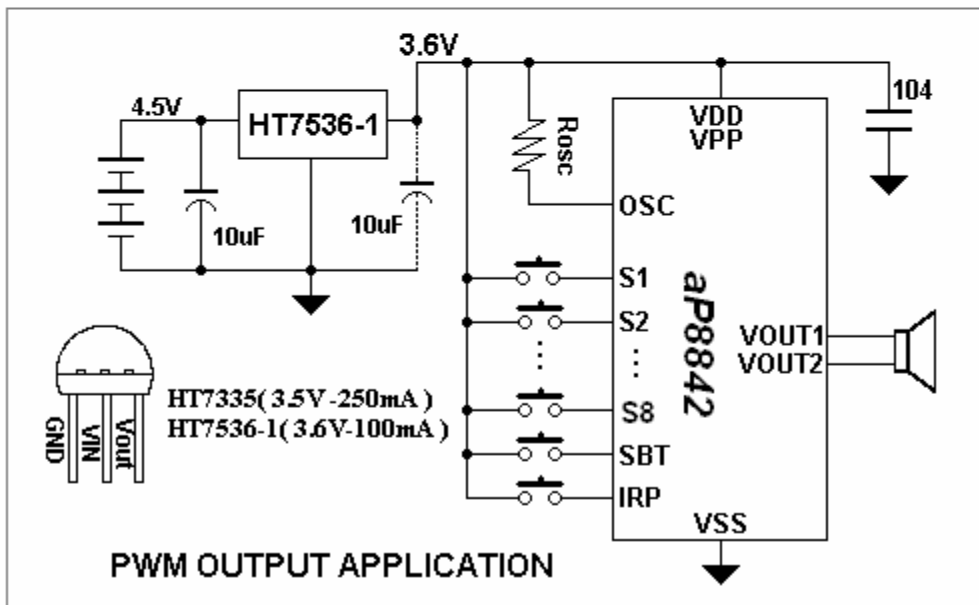 3.6V
4.5V
HT7536-1
10uF
10uF
Rosc
104
VDD
VPP
OSC
S1
S2
S8
SBT
IRP
aP8842
VOUT1
VOUT2
VSS
GND
VIN
Vout
HT7335( 3.5V-250mA )
HT7536-1( 3.6V-100mA )
PWM OUTPUT APPLICATION